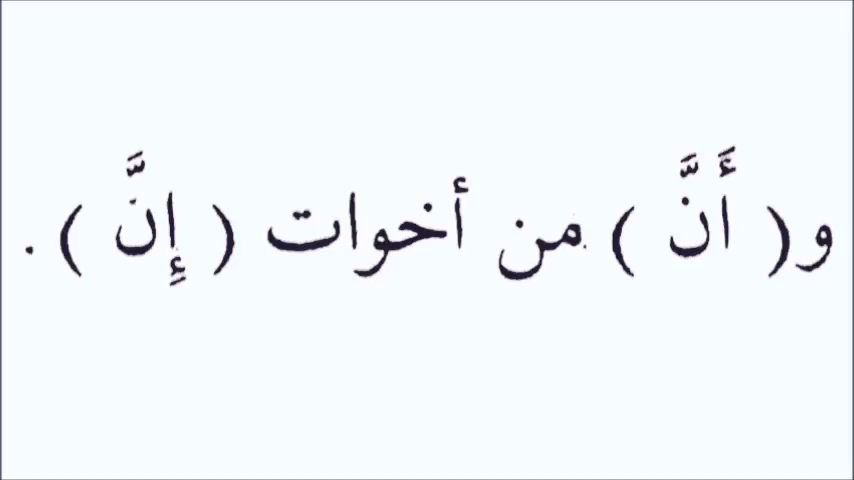 و( أَنَّ ) من أخوات ( إِنَّ ) .